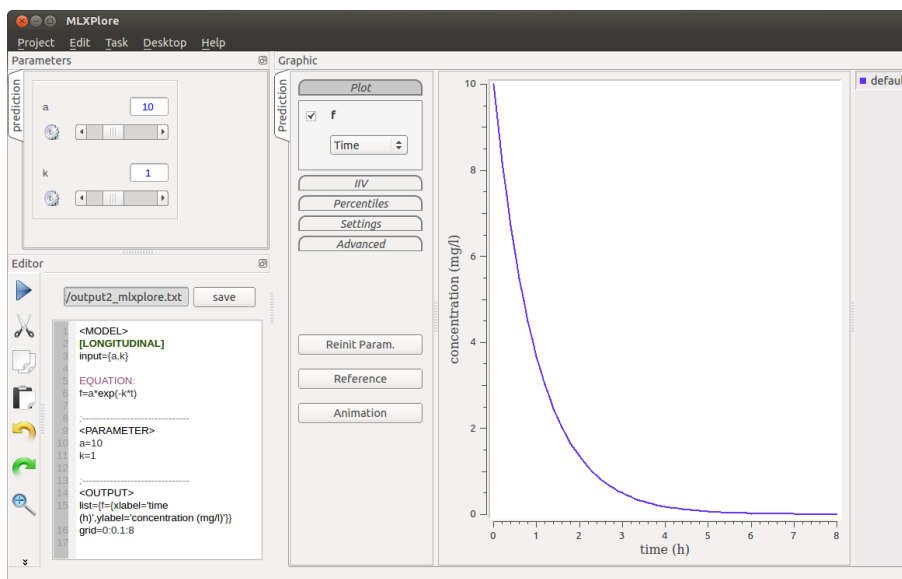 MLXPlore
Project Edit Task Desktop Help
Parameters
prediction
a
10
k
1
Editor
/output2_mlxplore.txt
save
1 <MODEL>
2 [LONGITUDINAL]
3 input={a,k}
4
5 EQUATION:
6 f=a*exp(-k*t)
7
8 ;------------------------------
9 <PARAMETER>
10 a=10
11 k=1
12
13 ;------------------------------
14 <OUTPUT>
15 list={f={xlabel='time
(h)',ylabel='concentration (mg/l)'}}
16 grid=0:0.1:8
17
Graphic
Prediction
Plot
f
Time
IIV
Percentiles
Settings
Advanced
Reinit Param.
Reference
Animation
concentration (mg/l)
10
8
6
4
2
0
0 1 2 3 4 5 6 7 8
time (h)
default